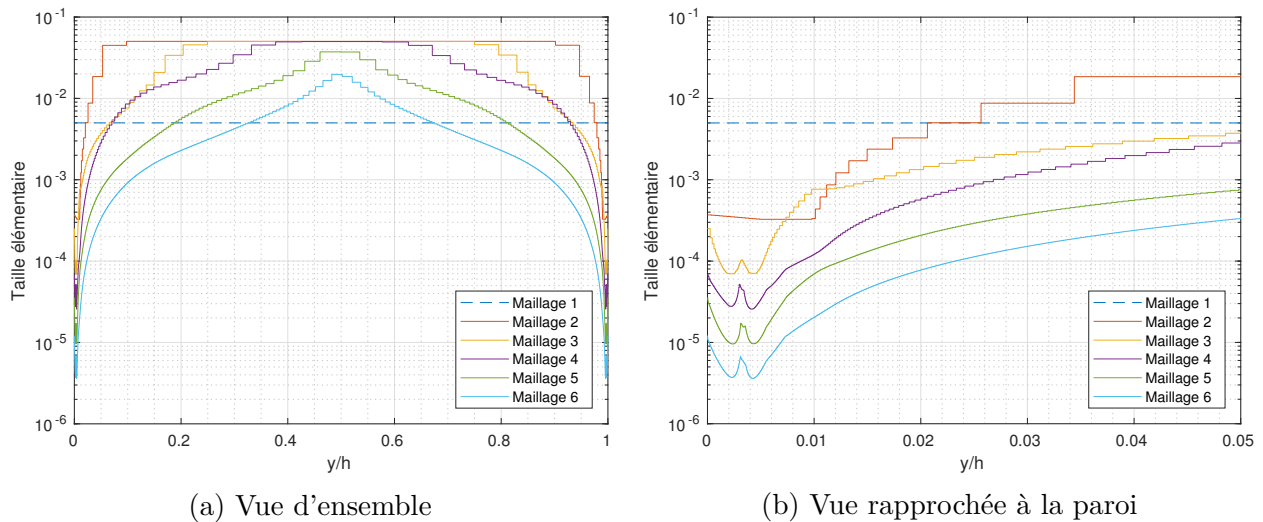 10^-1
10^-2
10^-3
10^-4
10^-5
10^-6
Taille élémentaire
0 0.2 0.4 0.6 0.8 1
y/h
Maillage 1
Maillage 2
Maillage 3
Maillage 4
Maillage 5
Maillage 6
(a) Vue d'ensemble
10^-1
10^-2
10^-3
10^-4
10^-5
10^-6
Taille élémentaire
0 0.01 0.02 0.03 0.04 0.05
y/h
Maillage 1
Maillage 2
Maillage 3
Maillage 4
Maillage 5
Maillage 6
(b) Vue rapprochée à la paroi